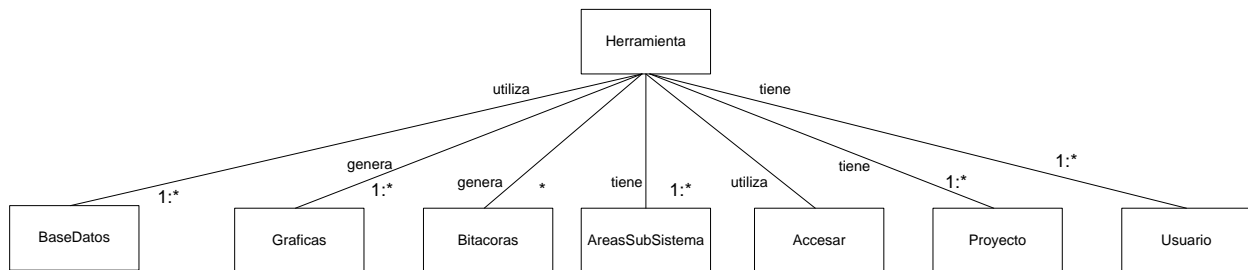 Herramienta
utiliza
tiene
genera
genera
tiene
utiliza
tiene
1:*
1:*
1:*
*
1:*
1:*
BaseDatos
Graficas
Bitacoras
AreasSubSistema
Accesar
Proyecto
Usuario